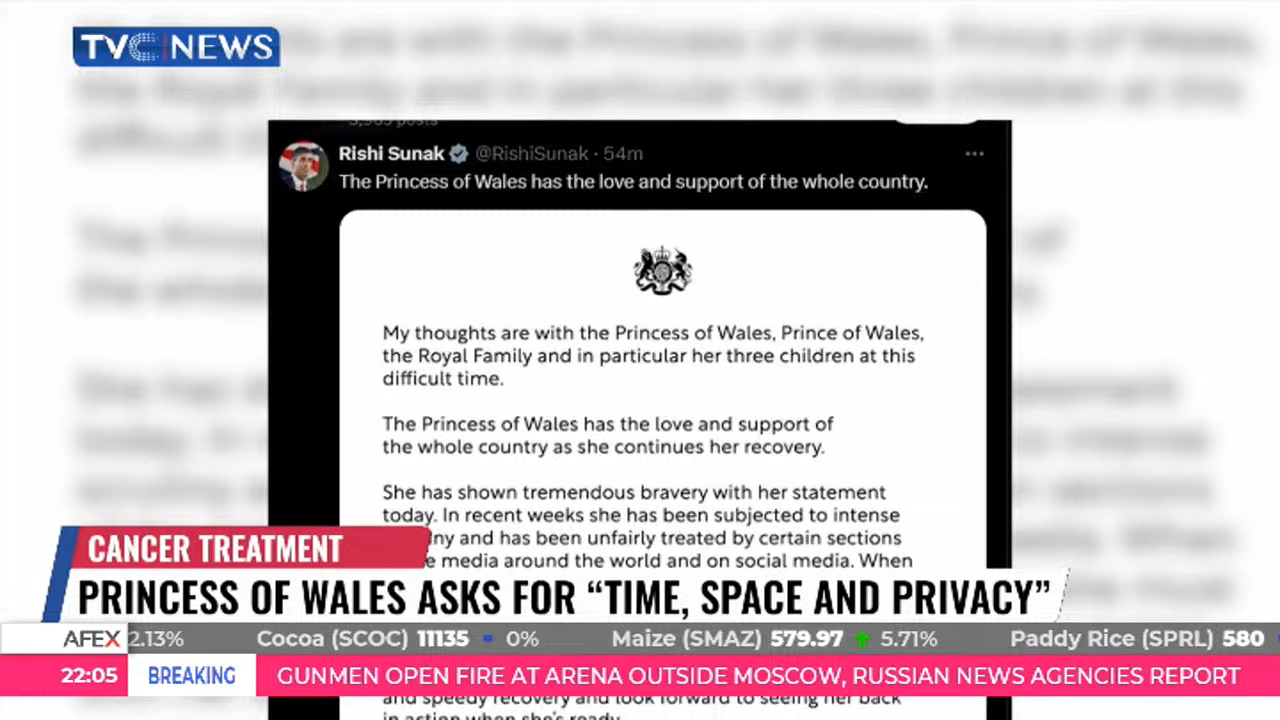 TVC NEWS
3,965 posts
Rishi Sunak @RishiSunak · 54m
The Princess of Wales has the love and support of the whole country.
My thoughts are with the Princess of Wales, Prince of Wales,
the Royal Family and in particular her three children at this
difficult time.
The Princess of Wales has the love and support of
the whole country as she continues her recovery.
She has shown tremendous bravery with her statement
today. In recent weeks she has been subjected to intense
and has been unfairly treated by certain sections
media around the world and on social media. When
CANCER TREATMENT
PRINCESS OF WALES ASKS FOR “TIME, SPACE AND PRIVACY”
AFEX 2.13% Cocoa (SCOC) 11135 0% Maize (SMAZ) 579.97 5.71% Paddy Rice (SPRL) 580
22:05 BREAKING GUNMEN OPEN FIRE AT ARENA OUTSIDE MOSCOW, RUSSIAN NEWS AGENCIES REPORT
and speedy recovery and look forward to seeing her back
in action when she's ready.